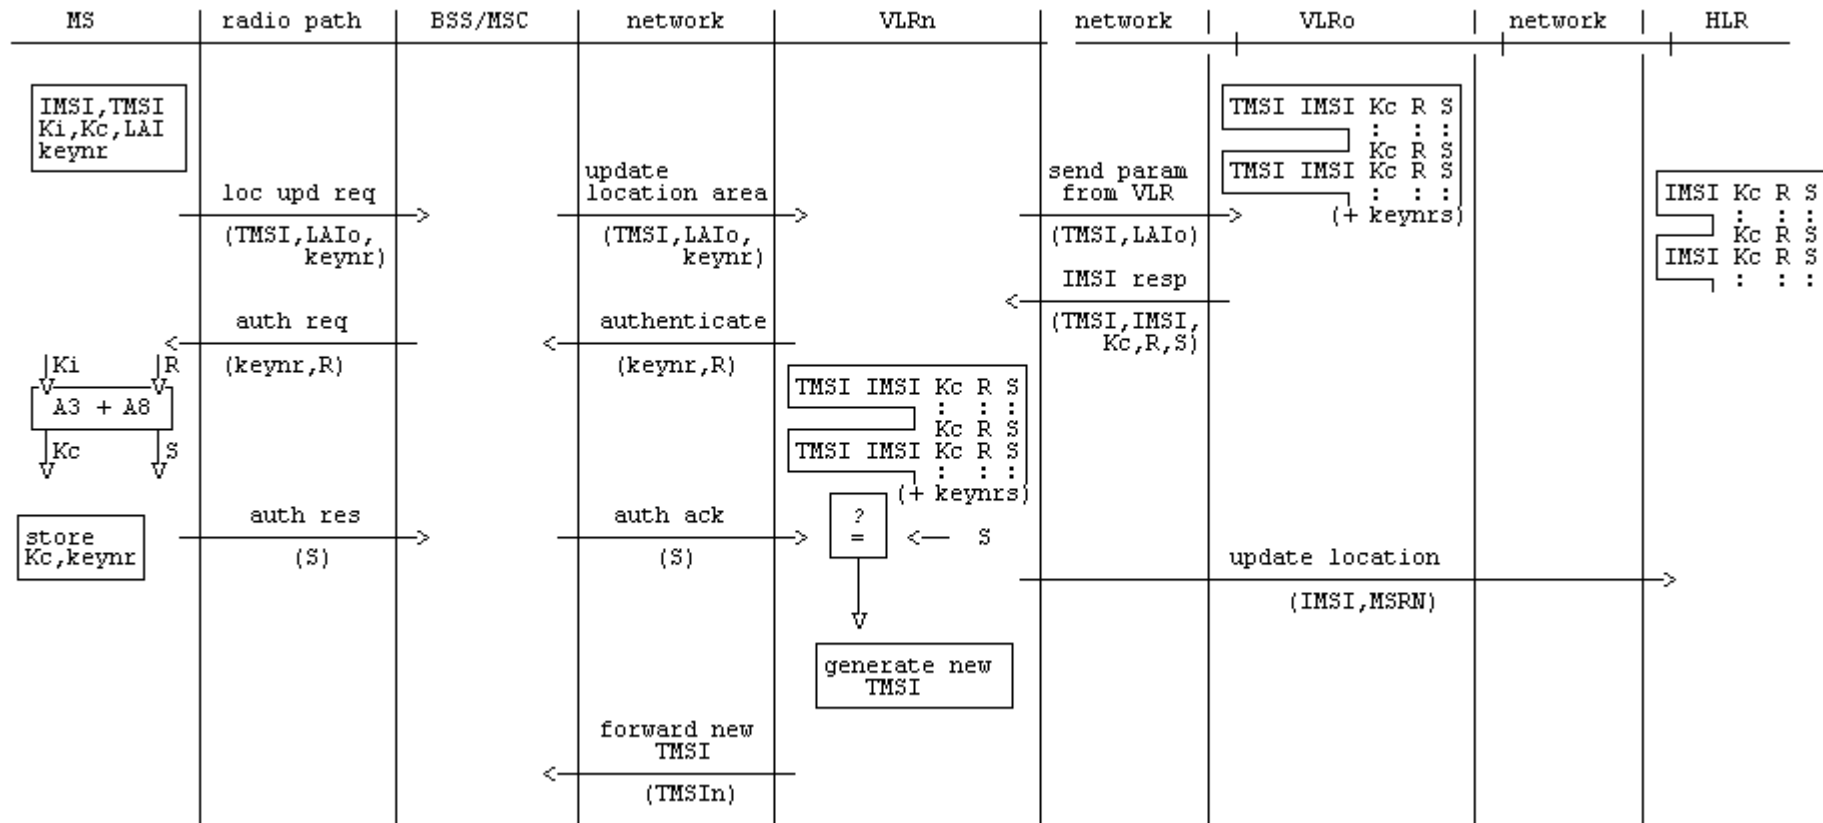 MS | radio path | BSS/MSC | network | VLRn | network | VLRo | network | HLR
IMSI,TMSI
Ki,Kc,LAI
keynr
TMSI IMSI Kc R S
: : :
Kc R S
TMSI IMSI Kc R S
: : :
(+ keynrs)
IMSI Kc R S
: : :
Kc R S
IMSI Kc R S
: : :
loc upd req
(TMSI,LAIo,
keynr)
update
location area
(TMSI,LAIo,
keynr)
send param
from VLR
(TMSI,LAIo)
IMSI resp
(TMSI,IMSI,
Kc,R,S)
auth req
(keynr,R)
authenticate
(keynr,R)
Ki R
A3 + A8
Kc S
TMSI IMSI Kc R S
: : :
Kc R S
TMSI IMSI Kc R S
: : :
(+ keynrs)
store
Kc,keynr
auth res
(S)
auth ack
(S)
?
=
S
update location
(IMSI,MSRN)
generate new
TMSI
forward new
TMSI
(TMSIn)